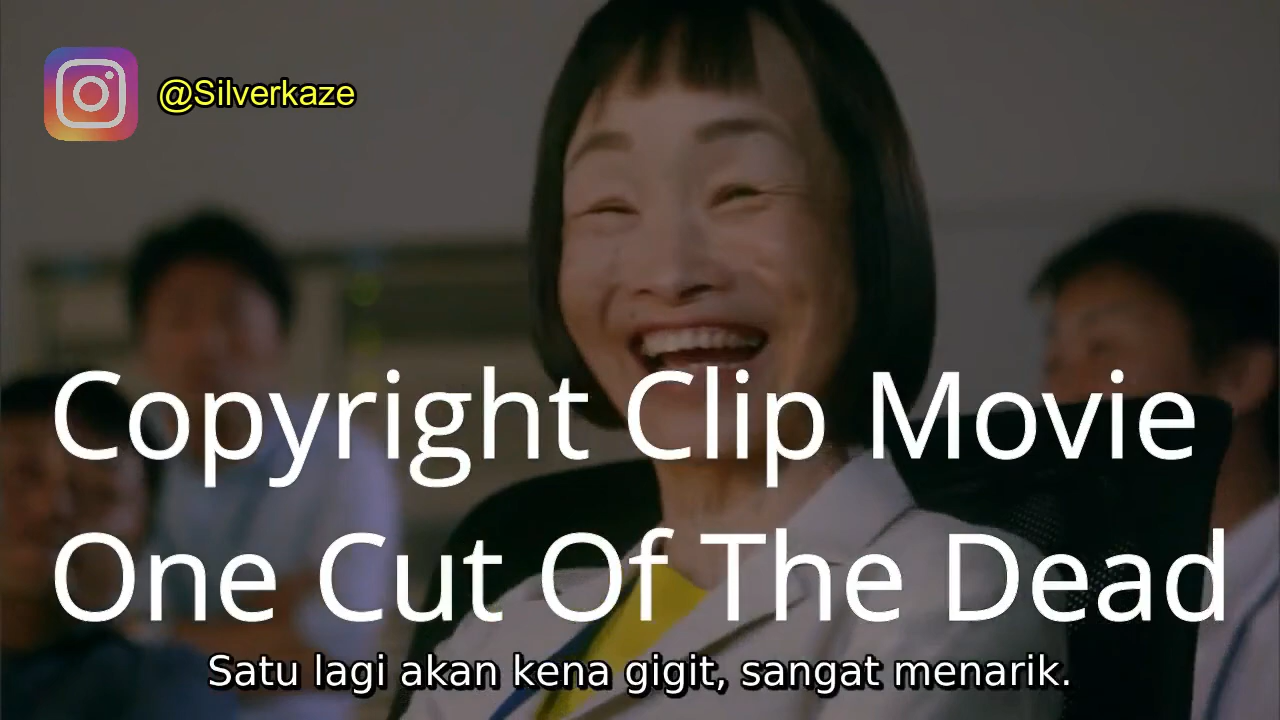 @Silverkaze
Copyright Clip Movie
One Cut Of The Dead
Satu lagi akan kena gigit, sangat menarik.